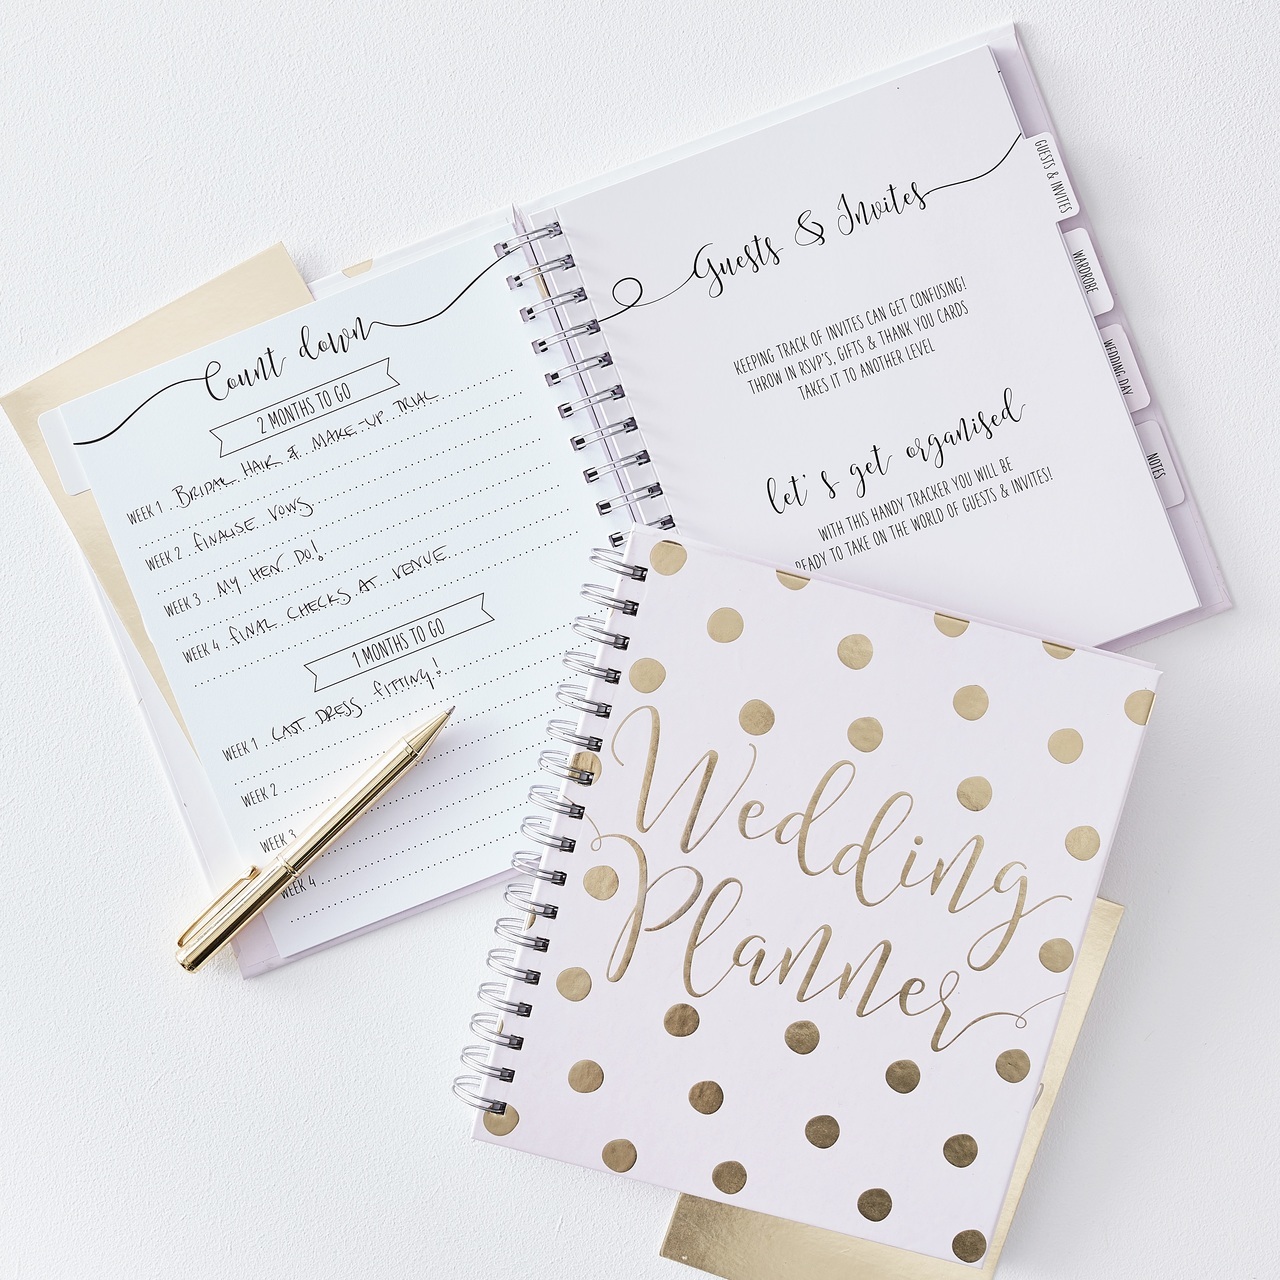 Count down
2 MONTHS TO GO
WEEK 1 BRIDAL HAIR & MAKE-UP TRIAL
WEEK 2 FINALISE VOWS
WEEK 3 MY HEN DO!
WEEK 4 FINAL CHECKS AT VENUE
1 MONTHS TO GO
WEEK 1 LAST DRESS FITTING!
WEEK 2
WEEK 3
WEEK 4
Guests & Invites
KEEPING TRACK OF INVITES CAN GET CONFUSING!
THROW IN RSVP'S, GIFTS & THANK YOU CARDS
TAKES IT TO ANOTHER LEVEL
let's get organised
WITH THIS HANDY TRACKER YOU WILL BE
READY TO TAKE ON THE WORLD OF GUESTS & INVITES!
GUESTS & INVITES
WARDROBE
WEDDING DAY
NOTES
Wedding
Planner